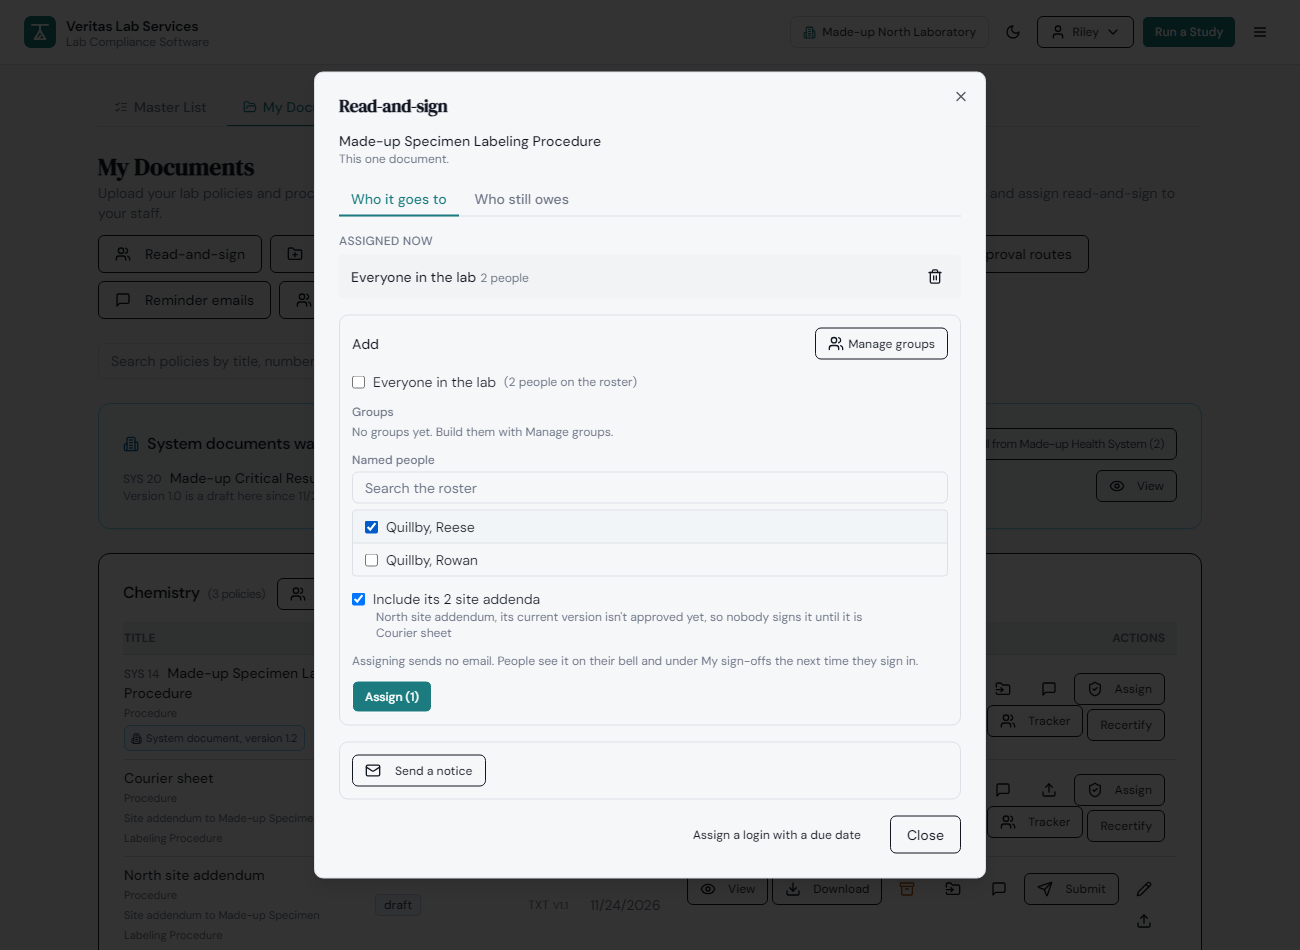 Veritas Lab Services
Lab Compliance Software
Made-up North Laboratory
Riley
Run a Study
Master List
My Doc
My Documents
Upload your lab policies and proc
and assign read-and-sign to
your staff.
Read-and-sign
proval routes
Reminder emails
Search policies by title, number
System documents wa
l from Made-up Health System (2)
SYS 20 Made-up Critical Resu
Version 1.0 is a draft here since 11/2
View
Chemistry (3 policies)
TITLE
ACTIONS
SYS 14 Made-up Specimen La
Procedure
Procedure
System document, version 1.2
Assign
Tracker
Recertify
Courier sheet
Procedure
Site addendum to Made-up Specimen
Labeling Procedure
Assign
Tracker
Recertify
North site addendum
Procedure
Site addendum to Made-up Specimen
Labeling Procedure
draft
TXT v1.1
11/24/2026
View
Download
Submit
Read-and-sign
Made-up Specimen Labeling Procedure
This one document.
Who it goes to
Who still owes
ASSIGNED NOW
Everyone in the lab 2 people
Add
Manage groups
Everyone in the lab (2 people on the roster)
Groups
No groups yet. Build them with Manage groups.
Named people
Search the roster
Quillby, Reese
Quillby, Rowan
Include its 2 site addenda
North site addendum, its current version isn't approved yet, so nobody signs it until it is
Courier sheet
Assigning sends no email. People see it on their bell and under My sign-offs the next time they sign in.
Assign (1)
Send a notice
Assign a login with a due date
Close